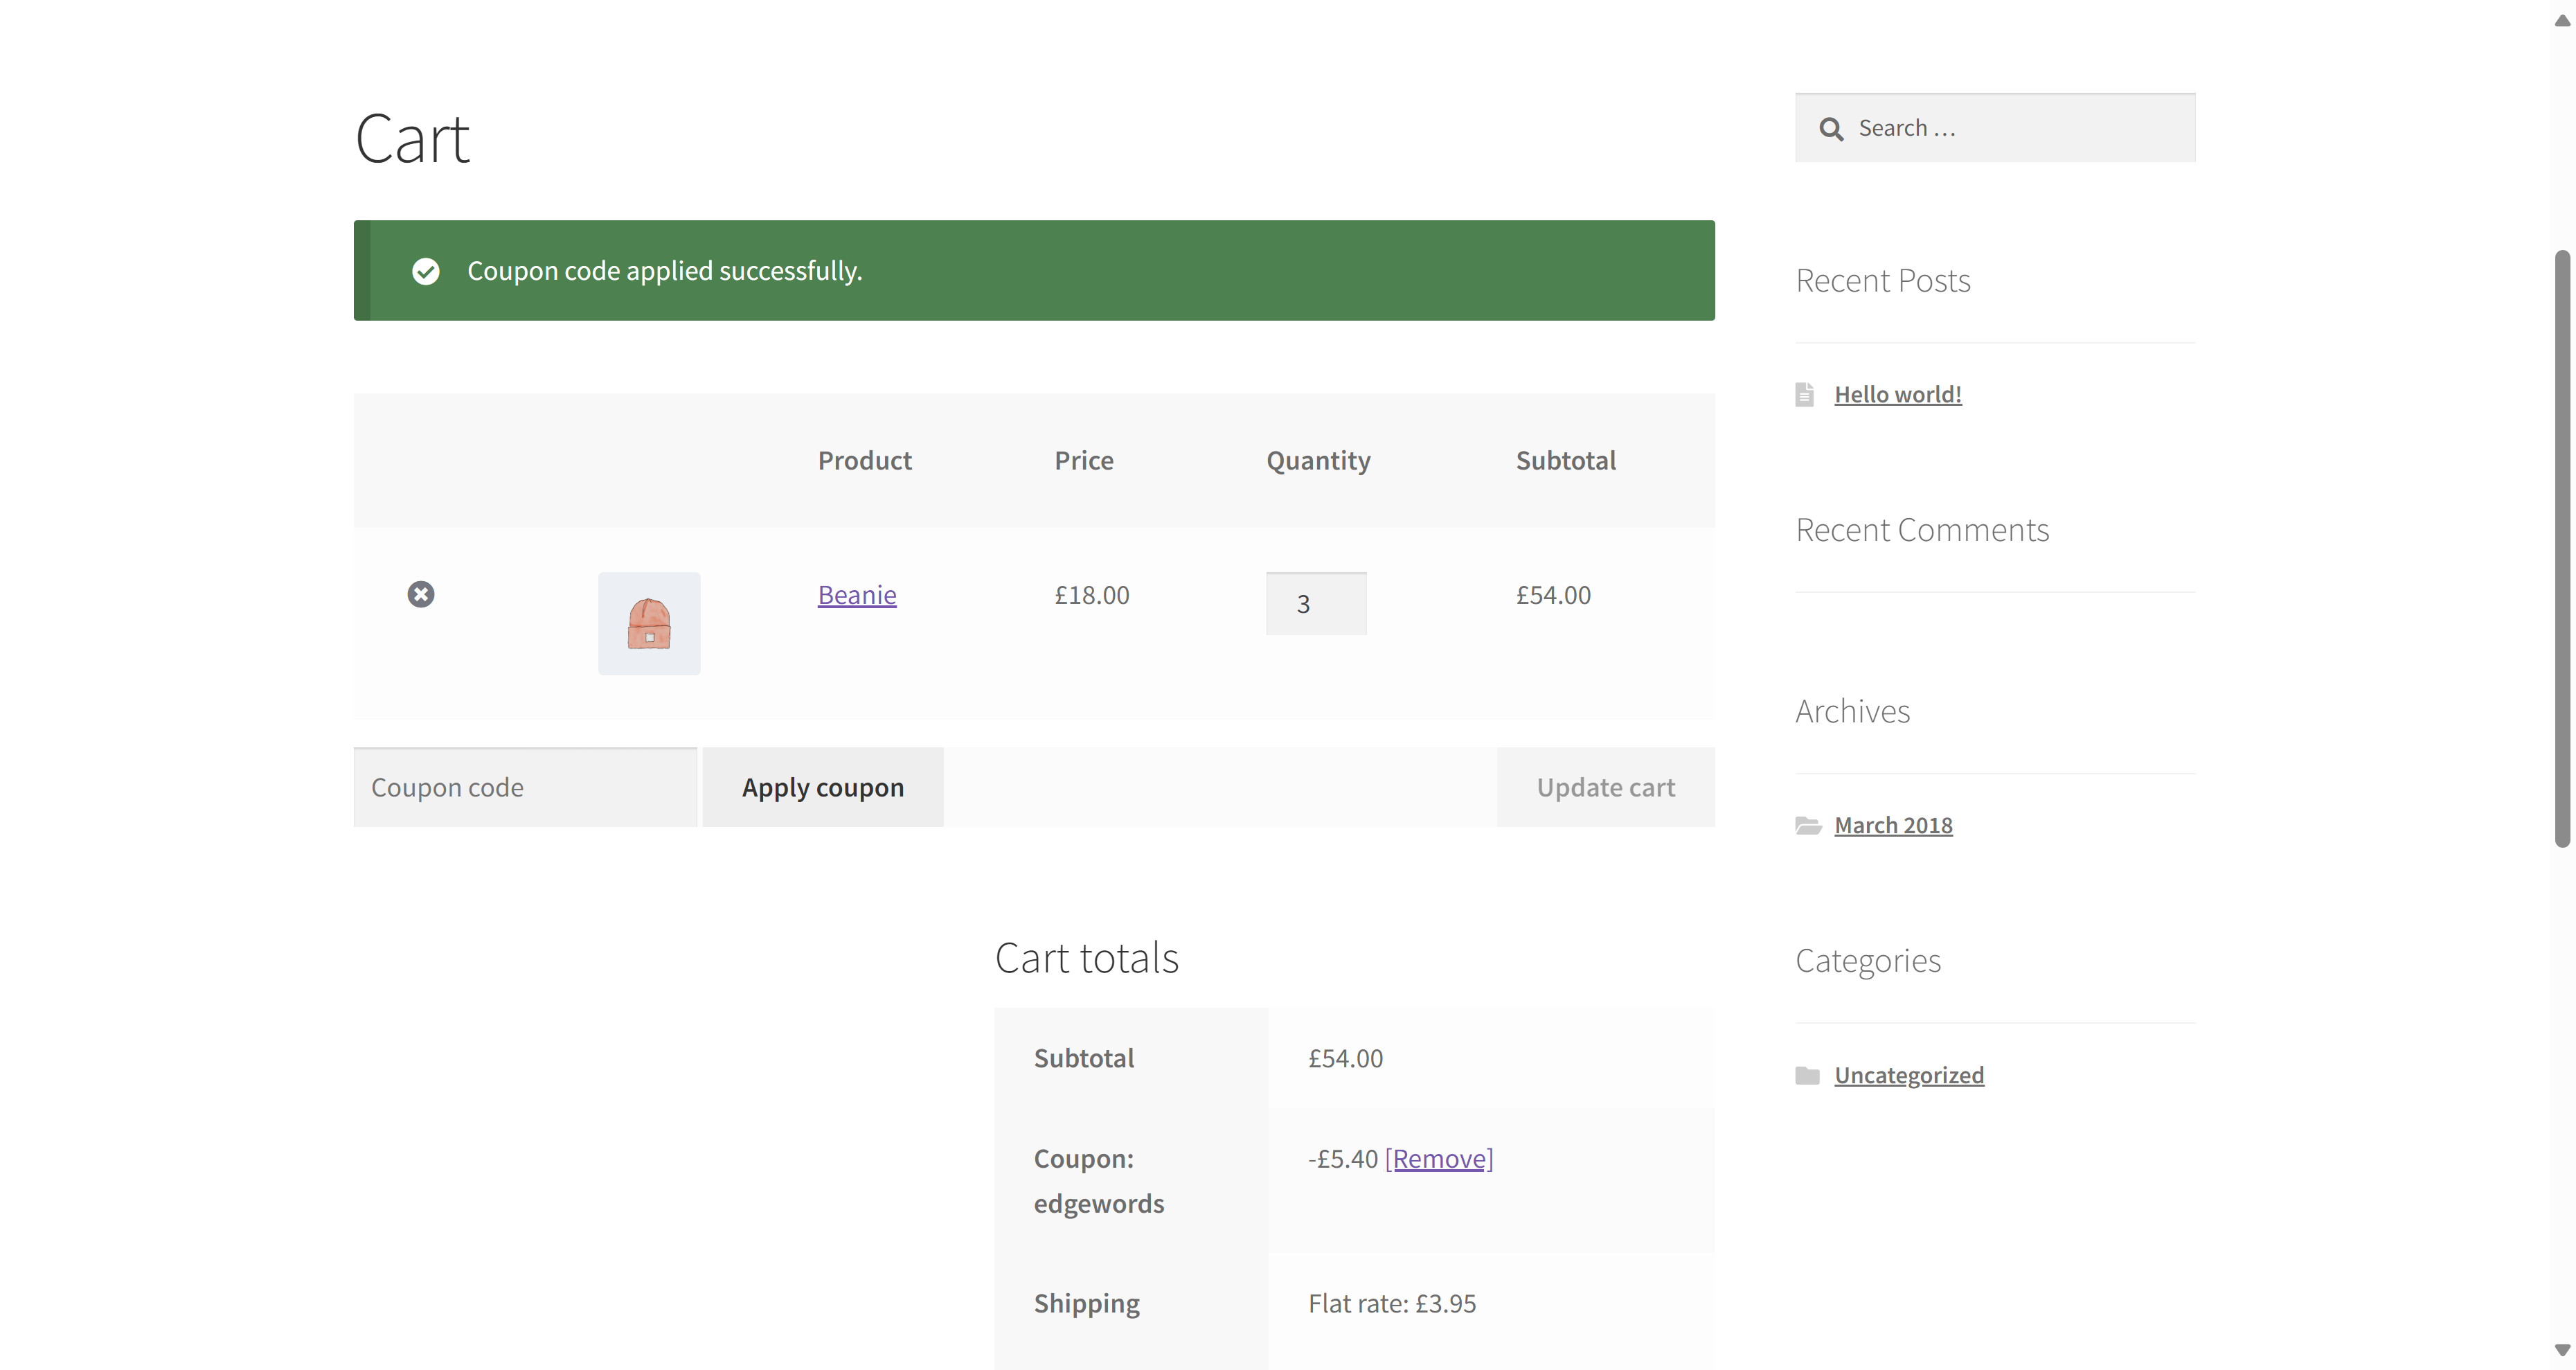 Cart
Coupon code applied successfully.
Product Price Quantity Subtotal
Beanie £18.00 3 £54.00
Coupon code Apply coupon Update cart
Cart totals
Subtotal £54.00
Coupon: edgewords -£5.40 [Remove]
Shipping Flat rate: £3.95
Search …
Recent Posts
Hello world!
Recent Comments
Archives
March 2018
Categories
Uncategorized